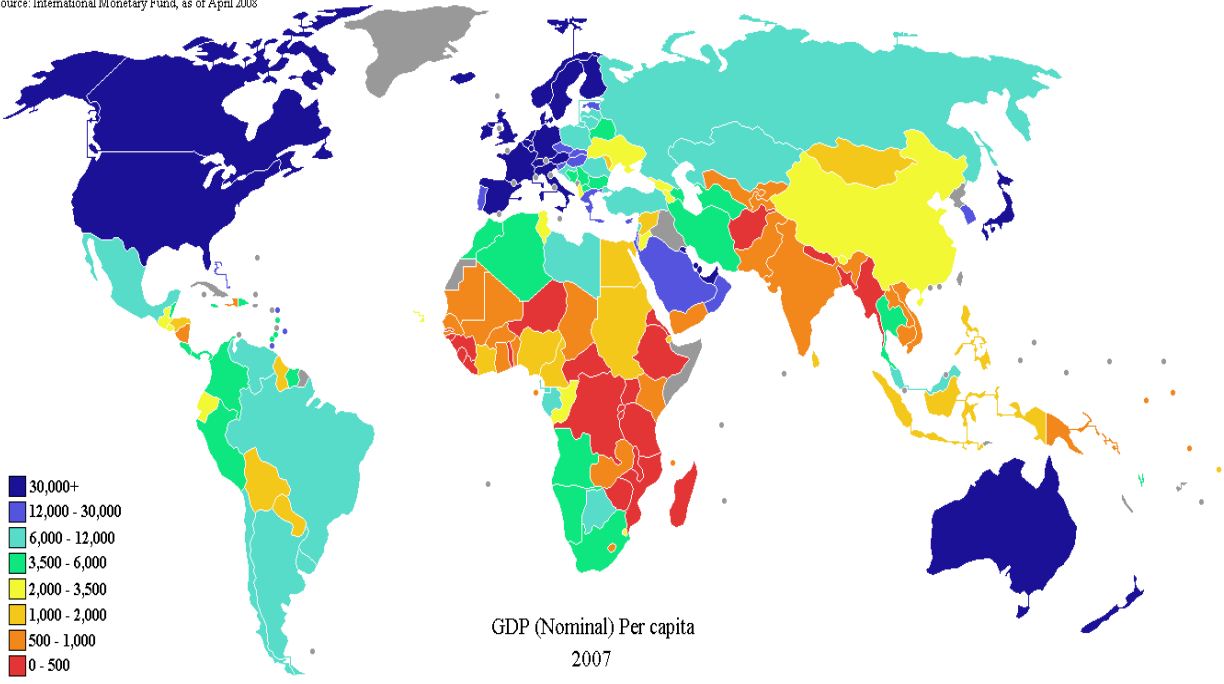 ource: International Monetary Fund, as of April 2008
30,000+
12,000 - 30,000
6,000 - 12,000
3,500 - 6,000
2,000 - 3,500
1,000 - 2,000
500 - 1,000
0 - 500
GDP (Nominal) Per capita
2007